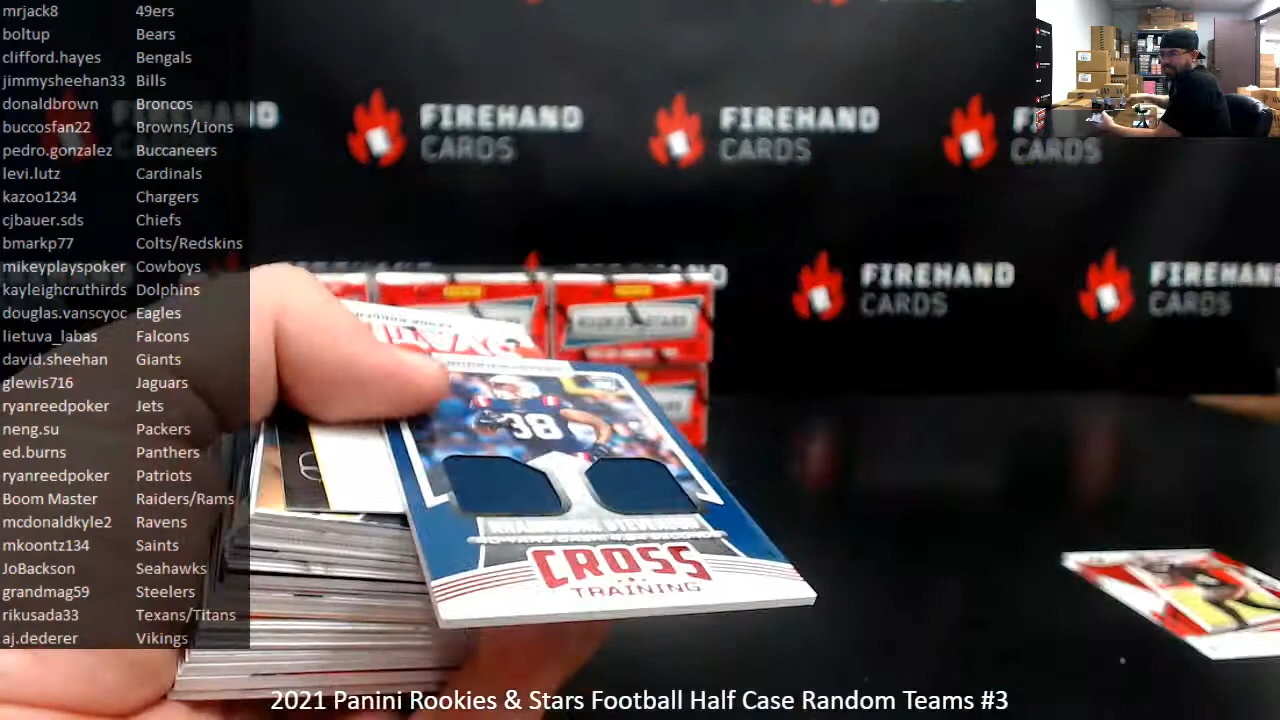 mrjack8 49ers
boltup Bears
clifford.hayes Bengals
jimmysheehan33 Bills
donaldbrown Broncos
buccosfan22 Browns/Lions
pedro.gonzalez Buccaneers
levi.lutz Cardinals
kazoo1234 Chargers
cjbauer.sds Chiefs
bmarkp77 Colts/Redskins
mikeyplayspoker Cowboys
kayleighcruthirds Dolphins
douglas.vanscyoc Eagles
lietuva_labas Falcons
david.sheehan Giants
glewis716 Jaguars
ryanreedpoker Jets
neng.su Packers
ed.burns Panthers
ryanreedpoker Patriots
Boom Master Raiders/Rams
mcdonaldkyle2 Ravens
mkoontz134 Saints
JoBackson Seahawks
grandmag59 Steelers
rikusada33 Texans/Titans
aj.dederer Vikings
FIREHAND
CARDS
FIREHAND
CARDS
CARDS
FIREHAND
CARDS
FIREHAND
CARDS
38
CROSS
TRAINING
2021 Panini Rookies & Stars Football Half Case Random Teams #3